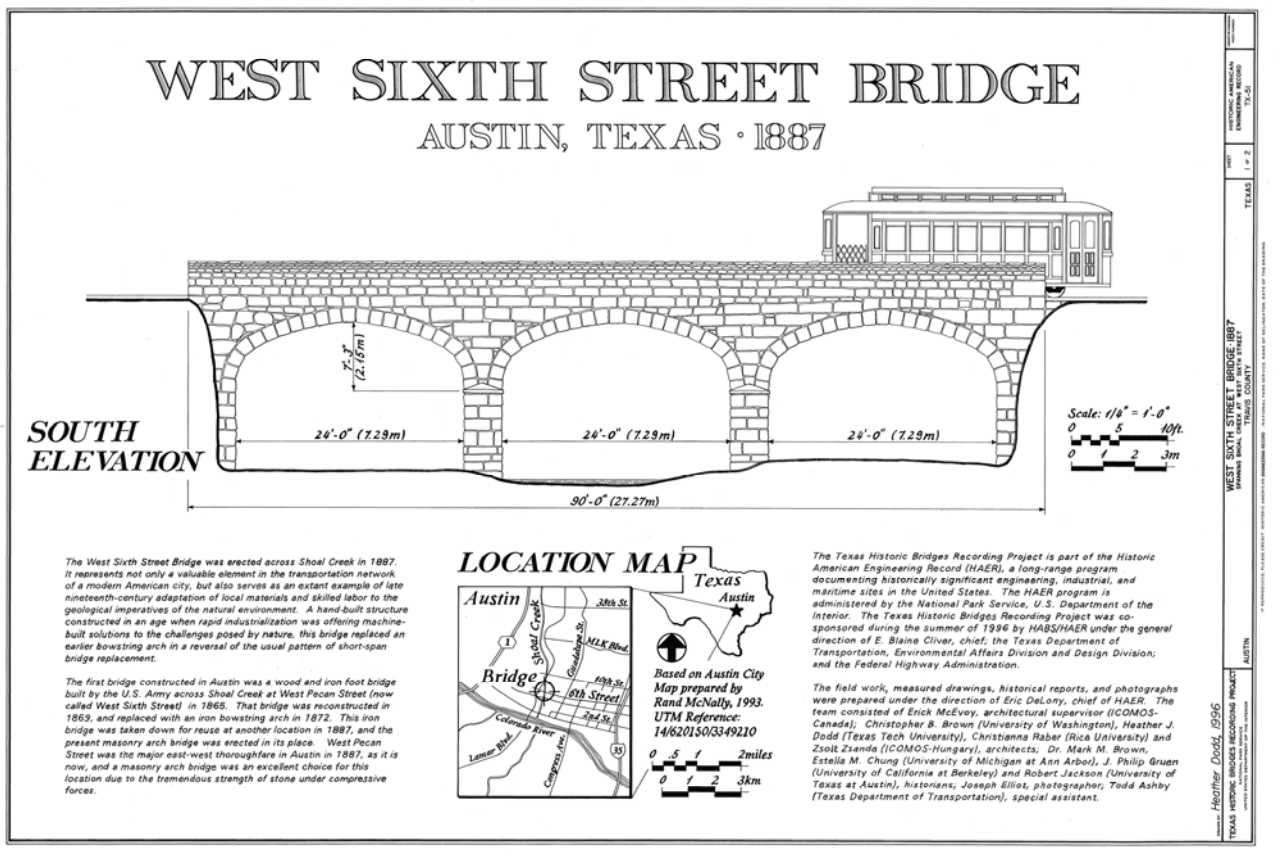 WEST SIXTH STREET BRIDGE
AUSTIN, TEXAS · 1887
7'-3"
(2.15m)
SOUTH
ELEVATION
24'-0" (7.29m)
24'-0" (7.29m)
24'-0" (7.29m)
90'-0" (27.27m)
Scale: 1/4" = 1'-0"
0 5 10ft.
0 1 2 3m
The West Sixth Street Bridge was erected across Shoal Creek in 1887.
It represents not only a valuable element in the transportation network
of a modern American city, but also serves as an extant example of late
nineteenth-century adaptation of local materials and skilled labor to the
geological imperatives of the natural environment. A hand-built structure
constructed in an age when rapid industrialization was offering machine-
built solutions to the challenges posed by nature, this bridge replaced an
earlier bowstring arch in a reversal of the usual pattern of short-span
bridge replacement.
The first bridge constructed in Austin was a wood and iron foot bridge
built by the U.S. Army across Shoal Creek at West Pecan Street (now
called West Sixth Street) in 1865. That bridge was reconstructed in
1869, and replaced with an iron bowstring arch in 1872. This iron
bridge was taken down for reuse at another location in 1887, and the
present masonry arch bridge was erected in its place. West Pecan
Street was the major east-west thoroughfare in Austin in 1887, as it is
now, and a masonry arch bridge was an excellent choice for this
location due to the tremendous strength of stone under compressive
forces.
LOCATION MAP
Texas
Austin
Austin
38th St.
Shoal Creek
Guadalupe St.
1
MLK Blvd.
Bridge
10th St.
6th Street
2nd St.
Colorado River
Lamar Blvd.
Congress Ave.
35
Based on Austin City
Map prepared by
Rand McNally, 1993.
UTM Reference:
14/620150/3349210
0 .5 1 2miles
0 1 2 3km
The Texas Historic Bridges Recording Project is part of the Historic
American Engineering Record (HAER), a long-range program
documenting historically significant engineering, industrial, and
maritime sites in the United States. The HAER program is
administered by the National Park Service, U.S. Department of the
Interior. The Texas Historic Bridges Recording Project was co-
sponsored during the summer of 1996 by HABS/HAER under the general
direction of E. Blaine Cliver, chief; the Texas Department of
Transportation, Environmental Affairs Division and Design Division;
and the Federal Highway Administration.
The field work, measured drawings, historical reports, and photographs
were prepared under the direction of Eric DeLony, chief of HAER. The
team consisted of Erick McEvoy, architectural supervisor (ICOMOS-
Canada); Christopher B. Brown (University of Washington), Heather J.
Dodd (Texas Tech University), Christianna Raber (Rice University) and
Zsolt Zsanda (ICOMOS-Hungary), architects; Dr. Mark M. Brown,
Estella M. Chung (University of Michigan at Ann Arbor), J. Philip Gruen
(University of California at Berkeley) and Robert Jackson (University of
Texas at Austin), historians; Joseph Elliot, photographer; Todd Ashby
(Texas Department of Transportation), special assistant.
HISTORIC AMERICAN
ENGINEERING RECORD
TX-51
SHEET
1 of 2
TEXAS
WEST SIXTH STREET BRIDGE·1887
SPANNING SHOAL CREEK AT WEST SIXTH STREET
TRAVIS COUNTY
AUSTIN
TEXAS HISTORIC BRIDGES RECORDING PROJECT
NATIONAL PARK SERVICE
UNITED STATES DEPARTMENT OF THE INTERIOR
DRAWN BY: Heather Dodd, 1996